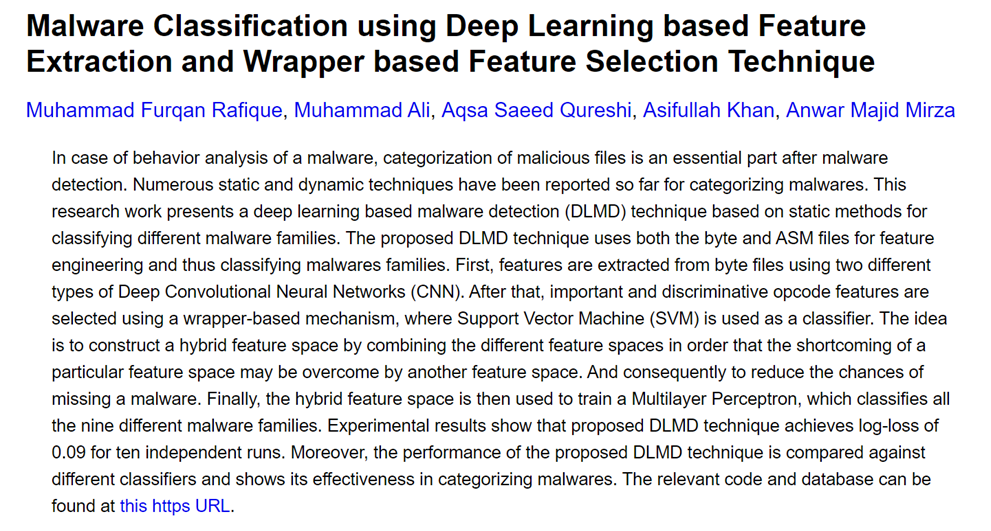 Malware Classification using Deep Learning based Feature
Extraction and Wrapper based Feature Selection Technique
Muhammad Furqan Rafique, Muhammad Ali, Aqsa Saeed Qureshi, Asifullah Khan, Anwar Majid Mirza
In case of behavior analysis of a malware, categorization of malicious files is an essential part after malware
detection. Numerous static and dynamic techniques have been reported so far for categorizing malwares. This
research work presents a deep learning based malware detection (DLMD) technique based on static methods for
classifying different malware families. The proposed DLMD technique uses both the byte and ASM files for feature
engineering and thus classifying malwares families. First, features are extracted from byte files using two different
types of Deep Convolutional Neural Networks (CNN). After that, important and discriminative opcode features are
selected using a wrapper-based mechanism, where Support Vector Machine (SVM) is used as a classifier. The idea
is to construct a hybrid feature space by combining the different feature spaces in order that the shortcoming of a
particular feature space may be overcome by another feature space. And consequently to reduce the chances of
missing a malware. Finally, the hybrid feature space is then used to train a Multilayer Perceptron, which classifies all
the nine different malware families. Experimental results show that proposed DLMD technique achieves log-loss of
0.09 for ten independent runs. Moreover, the performance of the proposed DLMD technique is compared against
different classifiers and shows its effectiveness in categorizing malwares. The relevant code and database can be
found at this https URL.